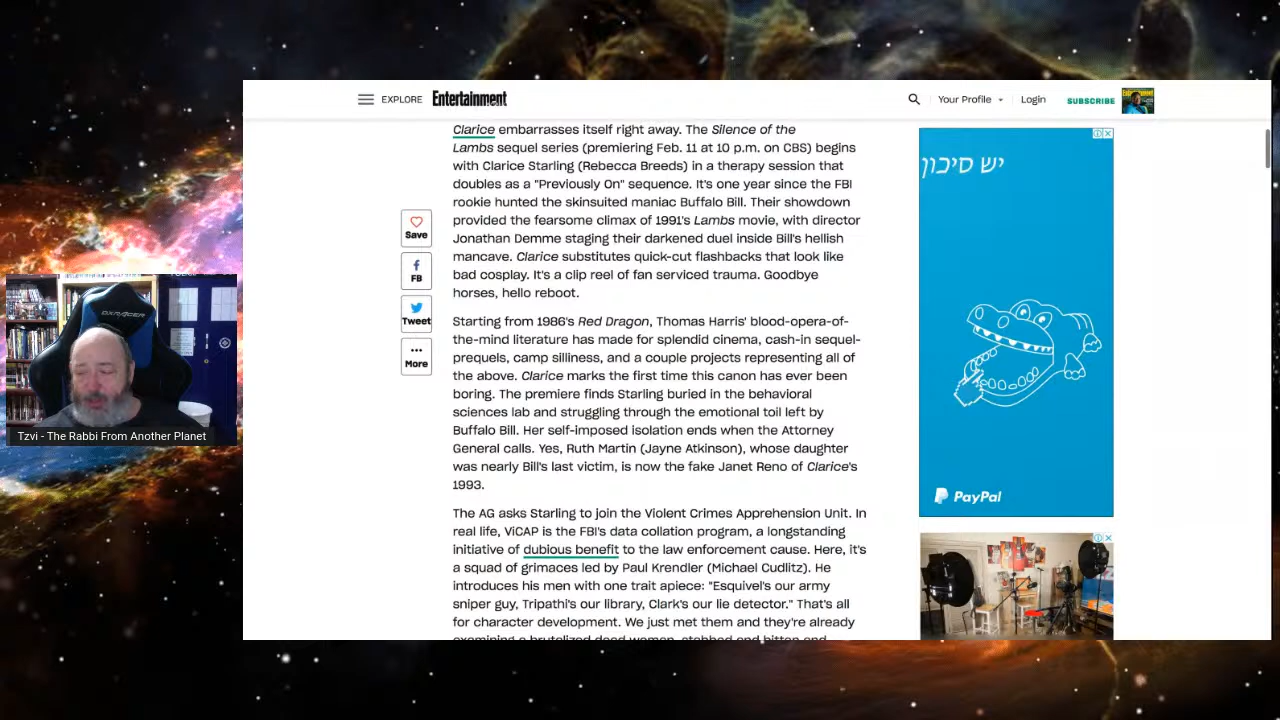 EXPLORE Entertainment
Your Profile
Login
SUBSCRIBE
Clarice embarrasses itself right away. The Silence of the
Lambs sequel series (premiering Feb. 11 at 10 p.m. on CBS) begins
with Clarice Starling (Rebecca Breeds) in a therapy session that
doubles as a "Previously On" sequence. It's one year since the FBI
rookie hunted the skinsuited maniac Buffalo Bill. Their showdown
provided the fearsome climax of 1991's Lambs movie, with director
Jonathan Demme staging their darkened duel inside Bill's hellish
mancave. Clarice substitutes quick-cut flashbacks that look like
bad cosplay. It's a clip reel of fan serviced trauma. Goodbye
horses, hello reboot.
Starting from 1986's Red Dragon, Thomas Harris' blood-opera-of-
the-mind literature has made for splendid cinema, cash-in sequel-
prequels, camp silliness, and a couple projects representing all of
the above. Clarice marks the first time this canon has ever been
boring. The premiere finds Starling buried in the behavioral
sciences lab and struggling through the emotional toil left by
Buffalo Bill. Her self-imposed isolation ends when the Attorney
General calls. Yes, Ruth Martin (Jayne Atkinson), whose daughter
was nearly Bill's last victim, is now the fake Janet Reno of Clarice's
1993.
The AG asks Starling to join the Violent Crimes Apprehension Unit. In
real life, ViCAP is the FBI's data collation program, a longstanding
initiative of dubious benefit to the law enforcement cause. Here, it's
a squad of grimaces led by Paul Krendler (Michael Cudlitz). He
introduces his men with one trait apiece: "Esquivel's our army
sniper guy, Tripathi's our library, Clark's our lie detector." That's all
for character development. We just met them and they're already
examining a brutalized dead woman, stabbed and bitten and
Save
FB
Tweet
More
יש סיכון
PayPal
DXRACER
Tzvi - The Rabbi From Another Planet